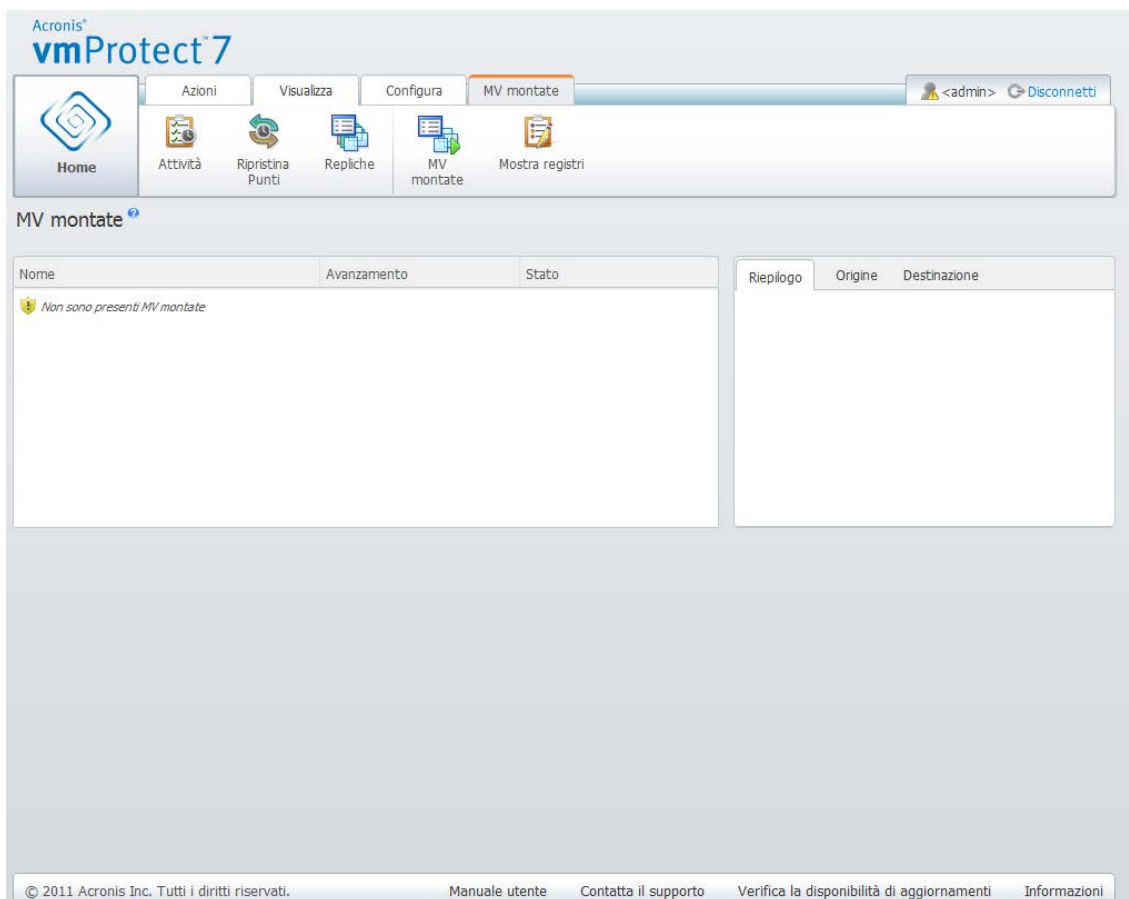 Acronis®
vmProtect™7
Azioni Visualizza Configura MV montate <admin> Disconnetti
Home Attività Ripristina Punti Repliche MV montate Mostra registri
MV montate
Nome Avanzamento Stato Riepilogo Origine Destinazione
Non sono presenti MV montate
© 2011 Acronis Inc. Tutti i diritti riservati. Manuale utente Contatta il supporto Verifica la disponibilità di aggiornamenti Informazioni